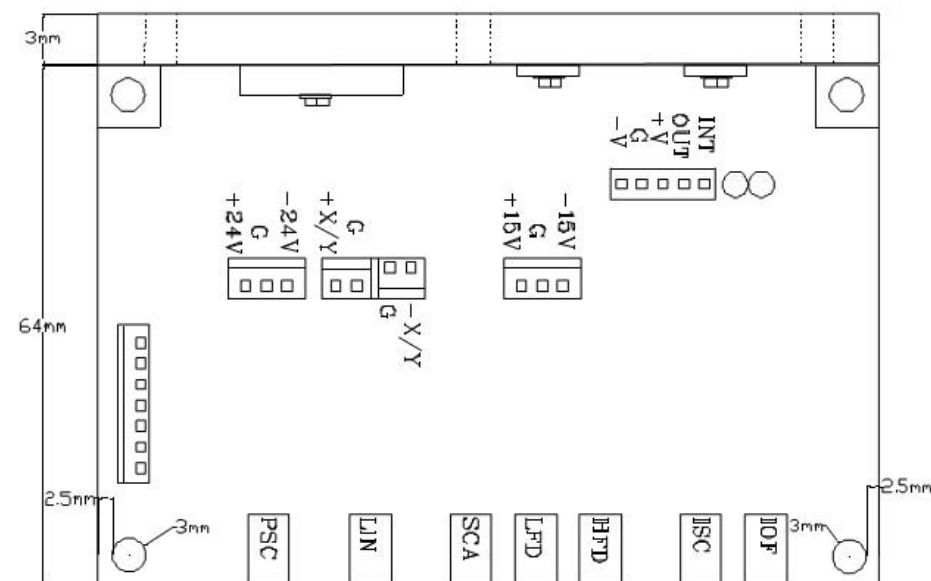 3mm
INT
OUT
+V
G
-V
+24V
G
-24V
+X/Y
G
+15V
G
-15V
G
-X/Y
64mm
2.5mm
3mm
PSC
LIN
SCA
LFD
HFD
ISC
IOF
3mm
2.5mm